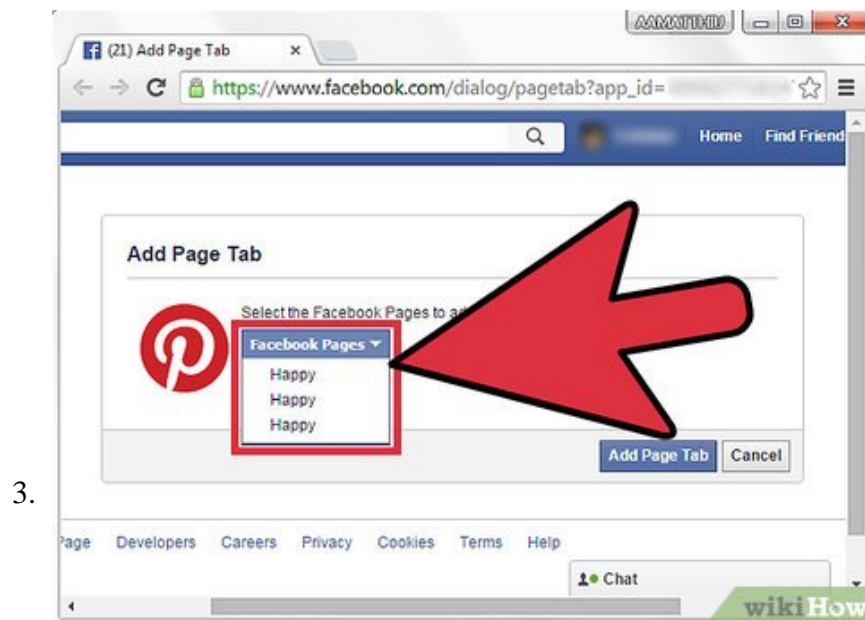 AAMATTHIU
(21) Add Page Tab
https://www.facebook.com/dialog/pagetab?app_id=
Home Find Friend
Add Page Tab
Select the Facebook Pages to
Facebook Pages
Happy
Happy
Happy
Add Page Tab Cancel
3.
Page Developers Careers Privacy Cookies Terms Help
Chat
wikiHow